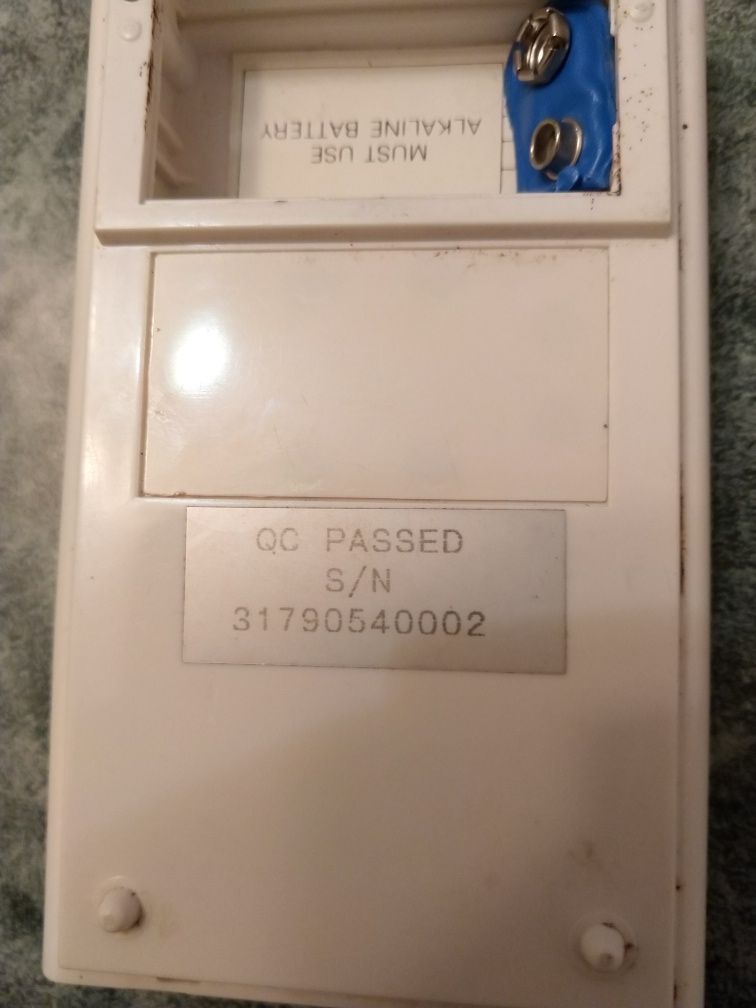 MUST USE
ALKALINE BATTERY
QC PASSED
S/N
31790540002